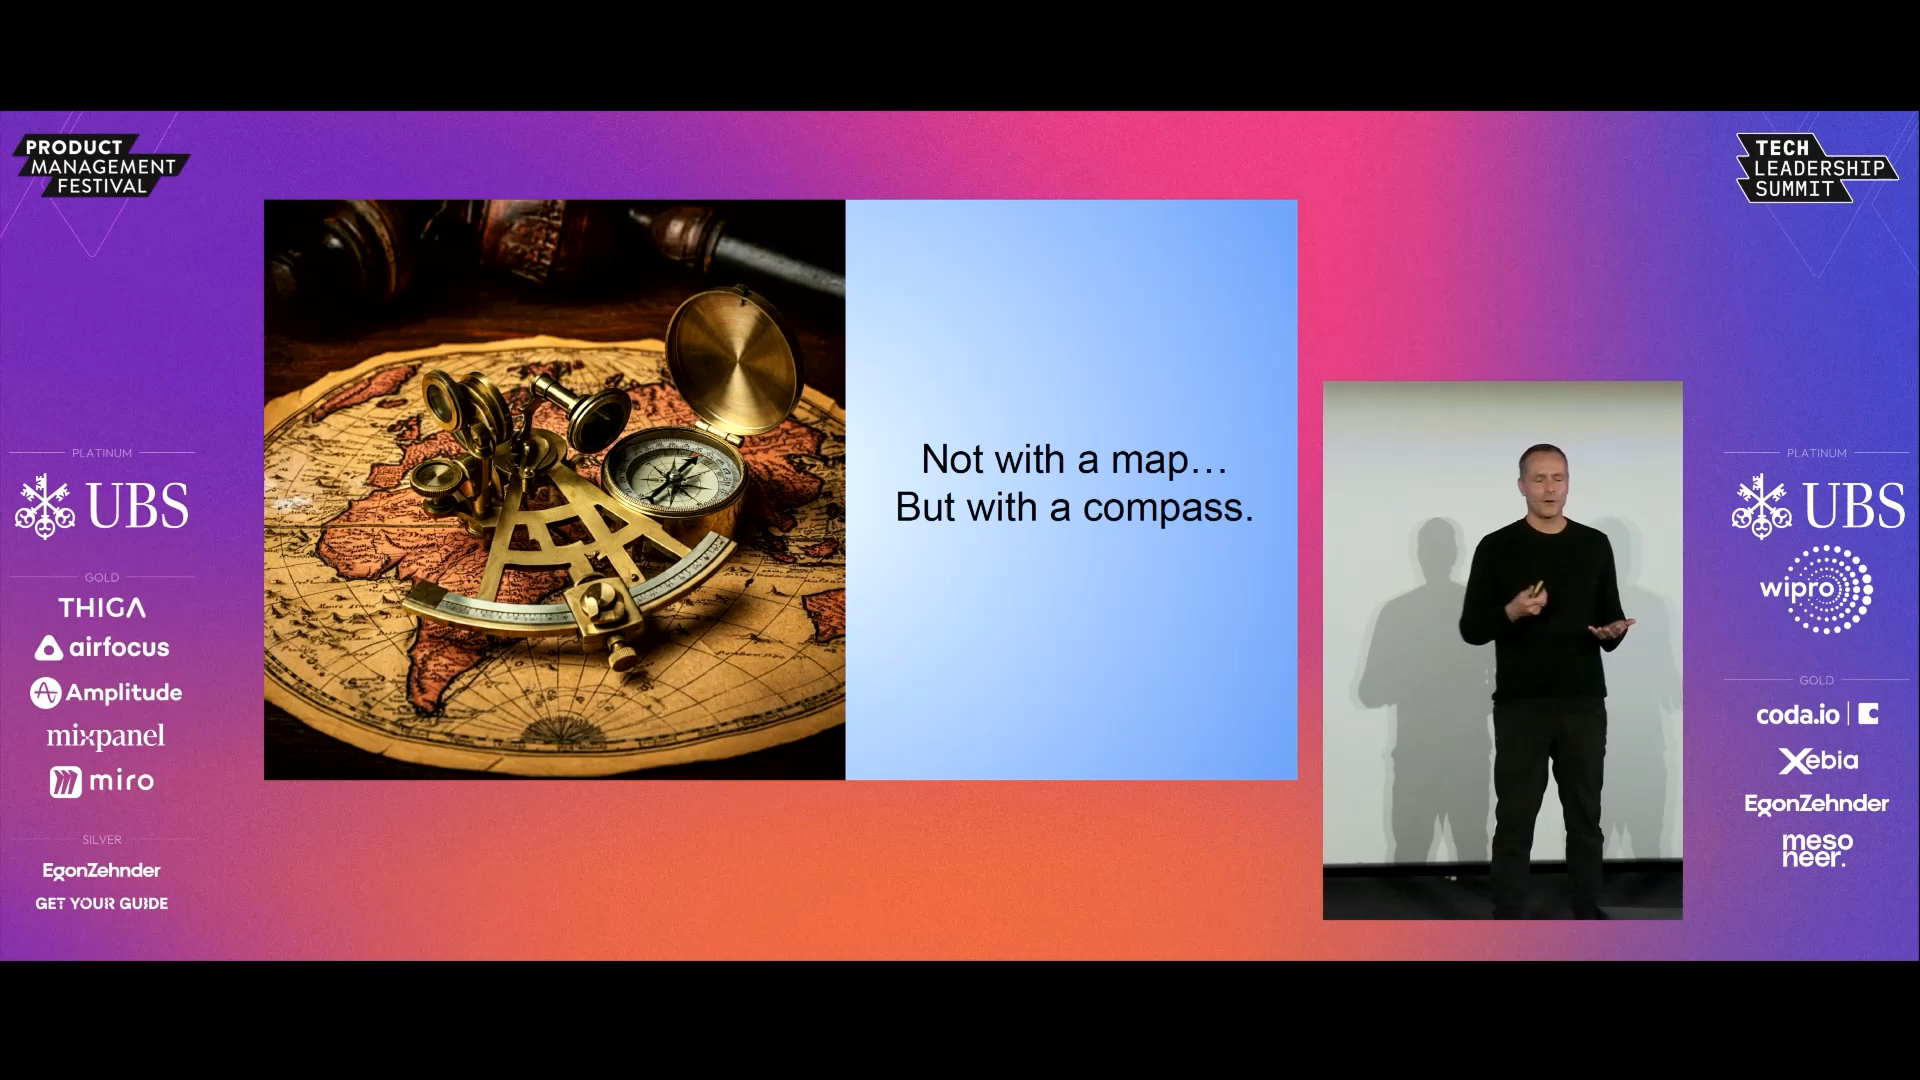 PRODUCT
MANAGEMENT
FESTIVAL
TECH
LEADERSHIP
SUMMIT
Not with a map…
But with a compass.
PLATINUM
UBS
GOLD
THIGA
airfocus
Amplitude
mixpanel
miro
SILVER
EgonZehnder
GET YOUR GUIDE
PLATINUM
UBS
wipro
GOLD
coda.io
Xebia
EgonZehnder
meso
neer.